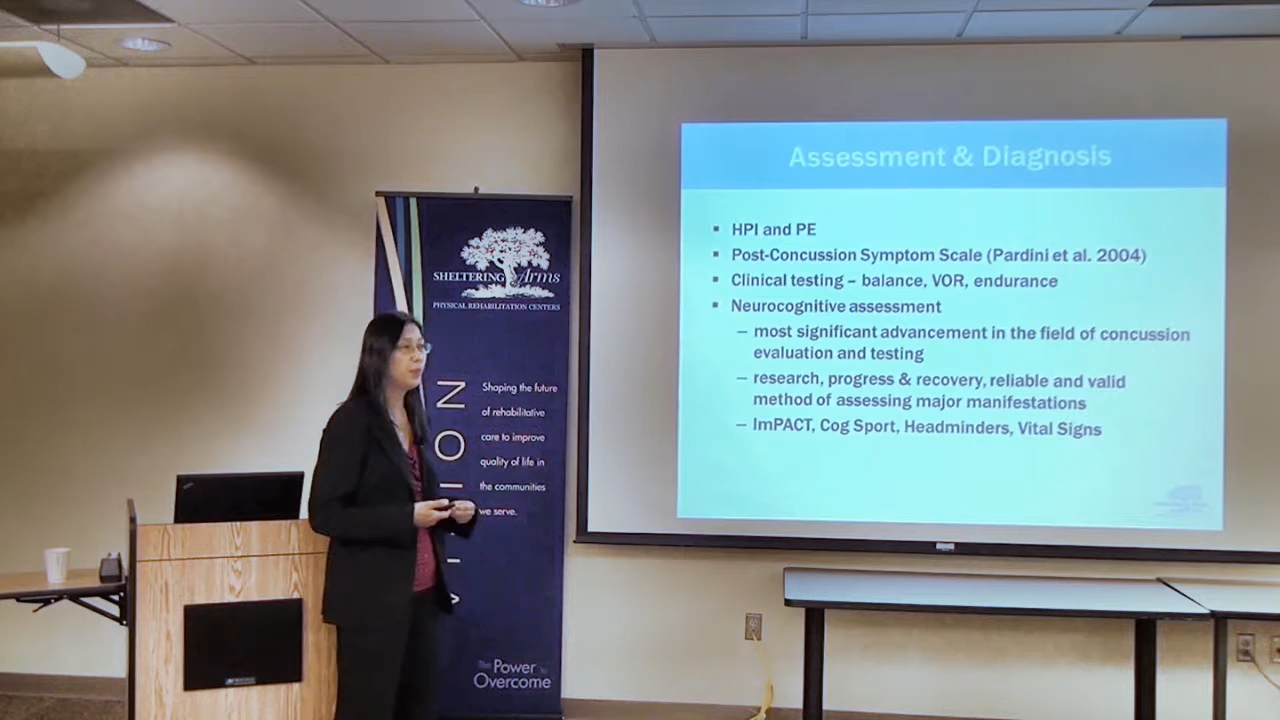 Assessment & Diagnosis
▪ HPI and PE
▪ Post-Concussion Symptom Scale (Pardini et al. 2004)
▪ Clinical testing – balance, VOR, endurance
▪ Neurocognitive assessment
– most significant advancement in the field of concussion
evaluation and testing
– research, progress & recovery, reliable and valid
method of assessing major manifestations
– ImPACT, Cog Sport, Headminders, Vital Signs
SHELTERING Arms
PHYSICAL REHABILITATION CENTERS
Shaping the future
of rehabilitative
care to improve
quality of life in
the communities
we serve.
The Power to
Overcome